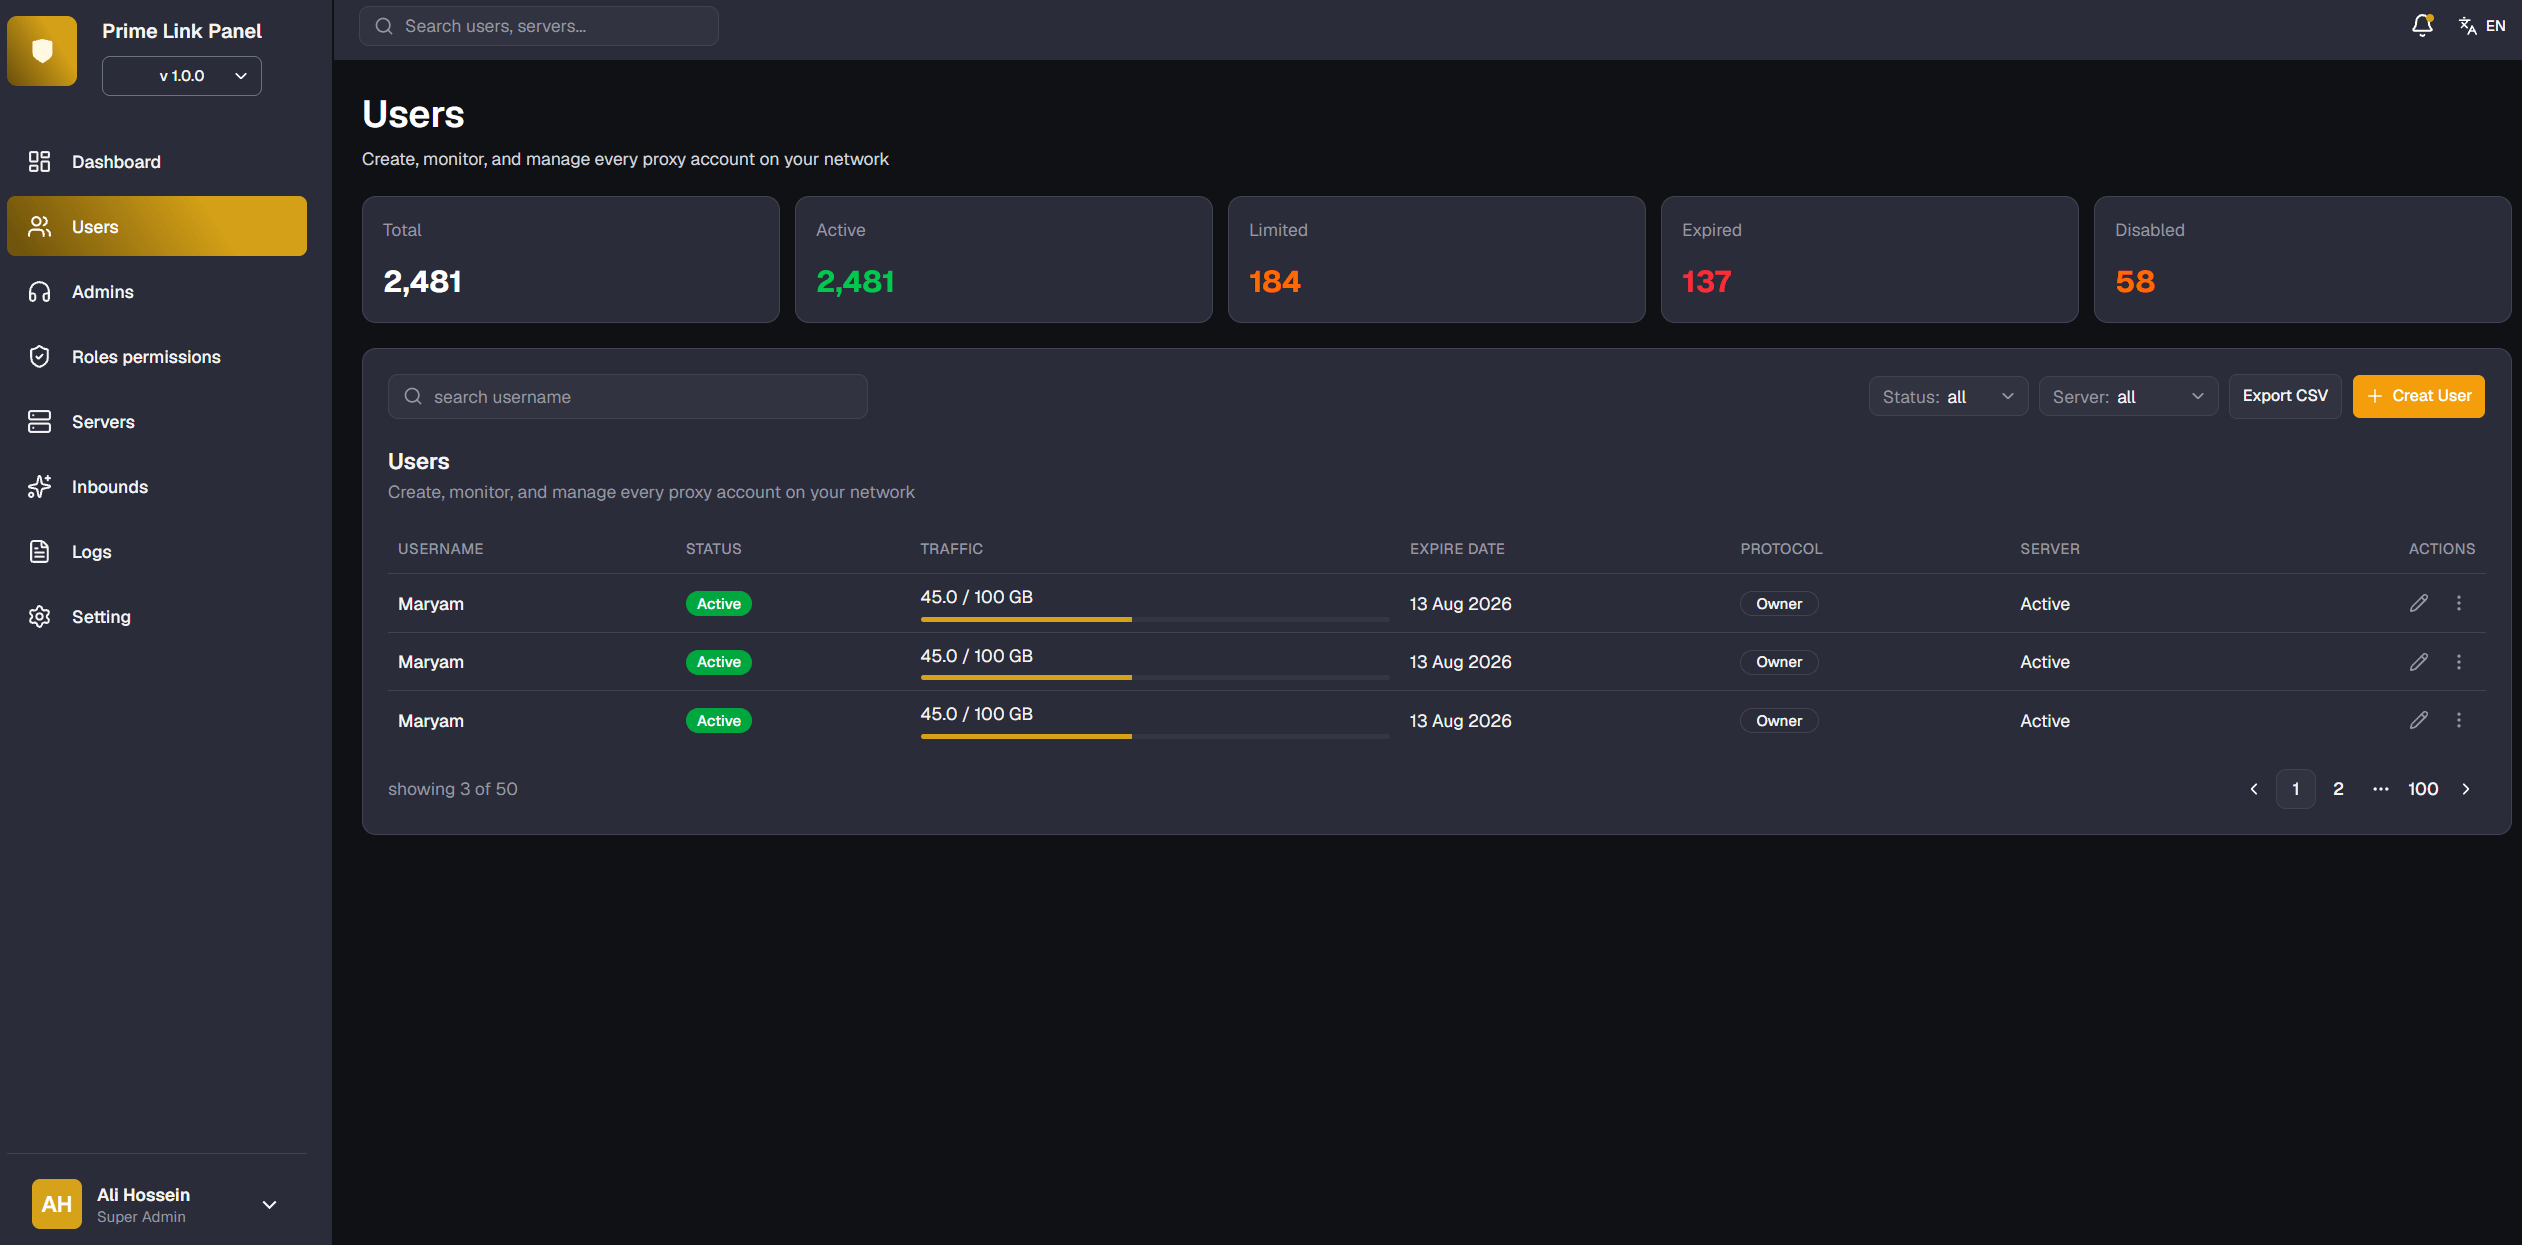 Prime Link Panel
v 1.0.0
Dashboard
Users
Admins
Roles permissions
Servers
Inbounds
Logs
Setting
AH
Ali Hossein
Super Admin
Search users, servers...
EN
Users
Create, monitor, and manage every proxy account on your network
Total
2,481
Active
2,481
Limited
184
Expired
137
Disabled
58
search username
Status: all
Server: all
Export CSV
Creat User
Users
Create, monitor, and manage every proxy account on your network
USERNAME STATUS TRAFFIC EXPIRE DATE PROTOCOL SERVER ACTIONS
Maryam Active 45.0 / 100 GB 13 Aug 2026 Owner Active
Maryam Active 45.0 / 100 GB 13 Aug 2026 Owner Active
Maryam Active 45.0 / 100 GB 13 Aug 2026 Owner Active
showing 3 of 50
1 2 ... 100